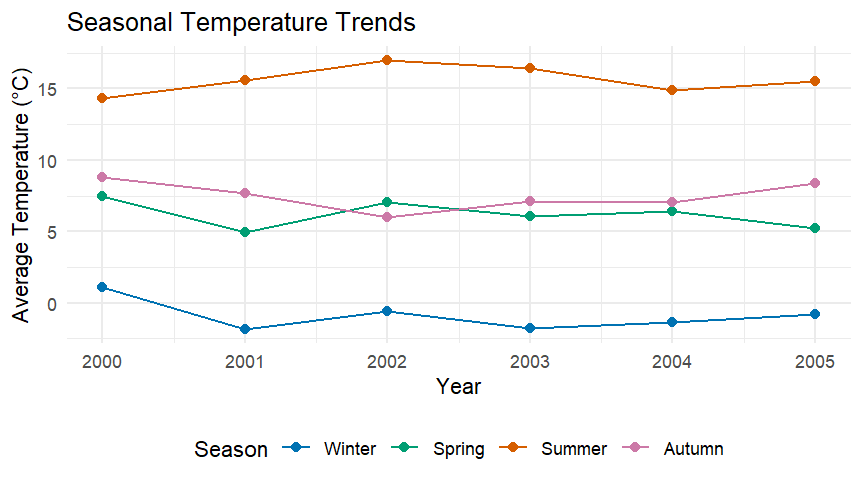 Seasonal Temperature Trends
Average Temperature (°C)
15
10
5
0
2000 2001 2002 2003 2004 2005
Year
Season Winter Spring Summer Autumn